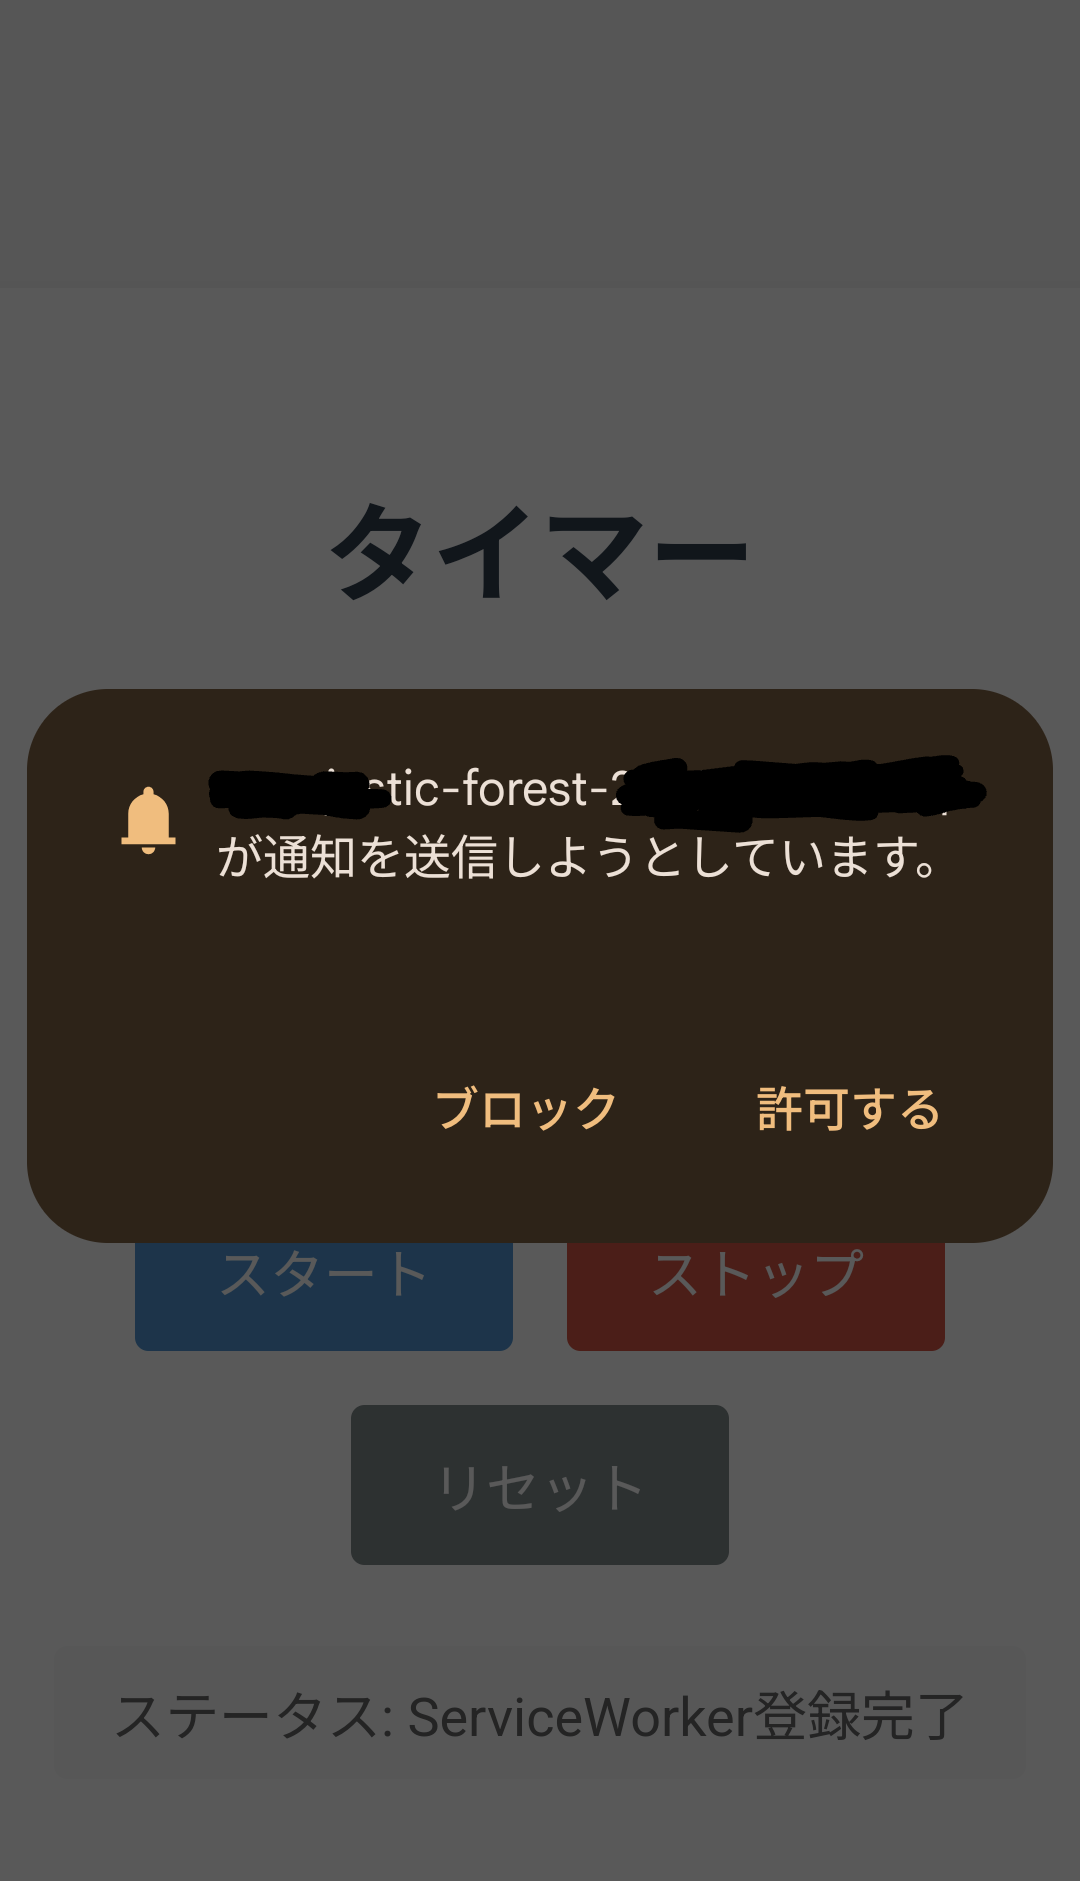 タイマー
tic-forest-
が通知を送信しようとしています。
ブロック 許可する
スタート ストップ
リセット
ステータス: ServiceWorker登録完了